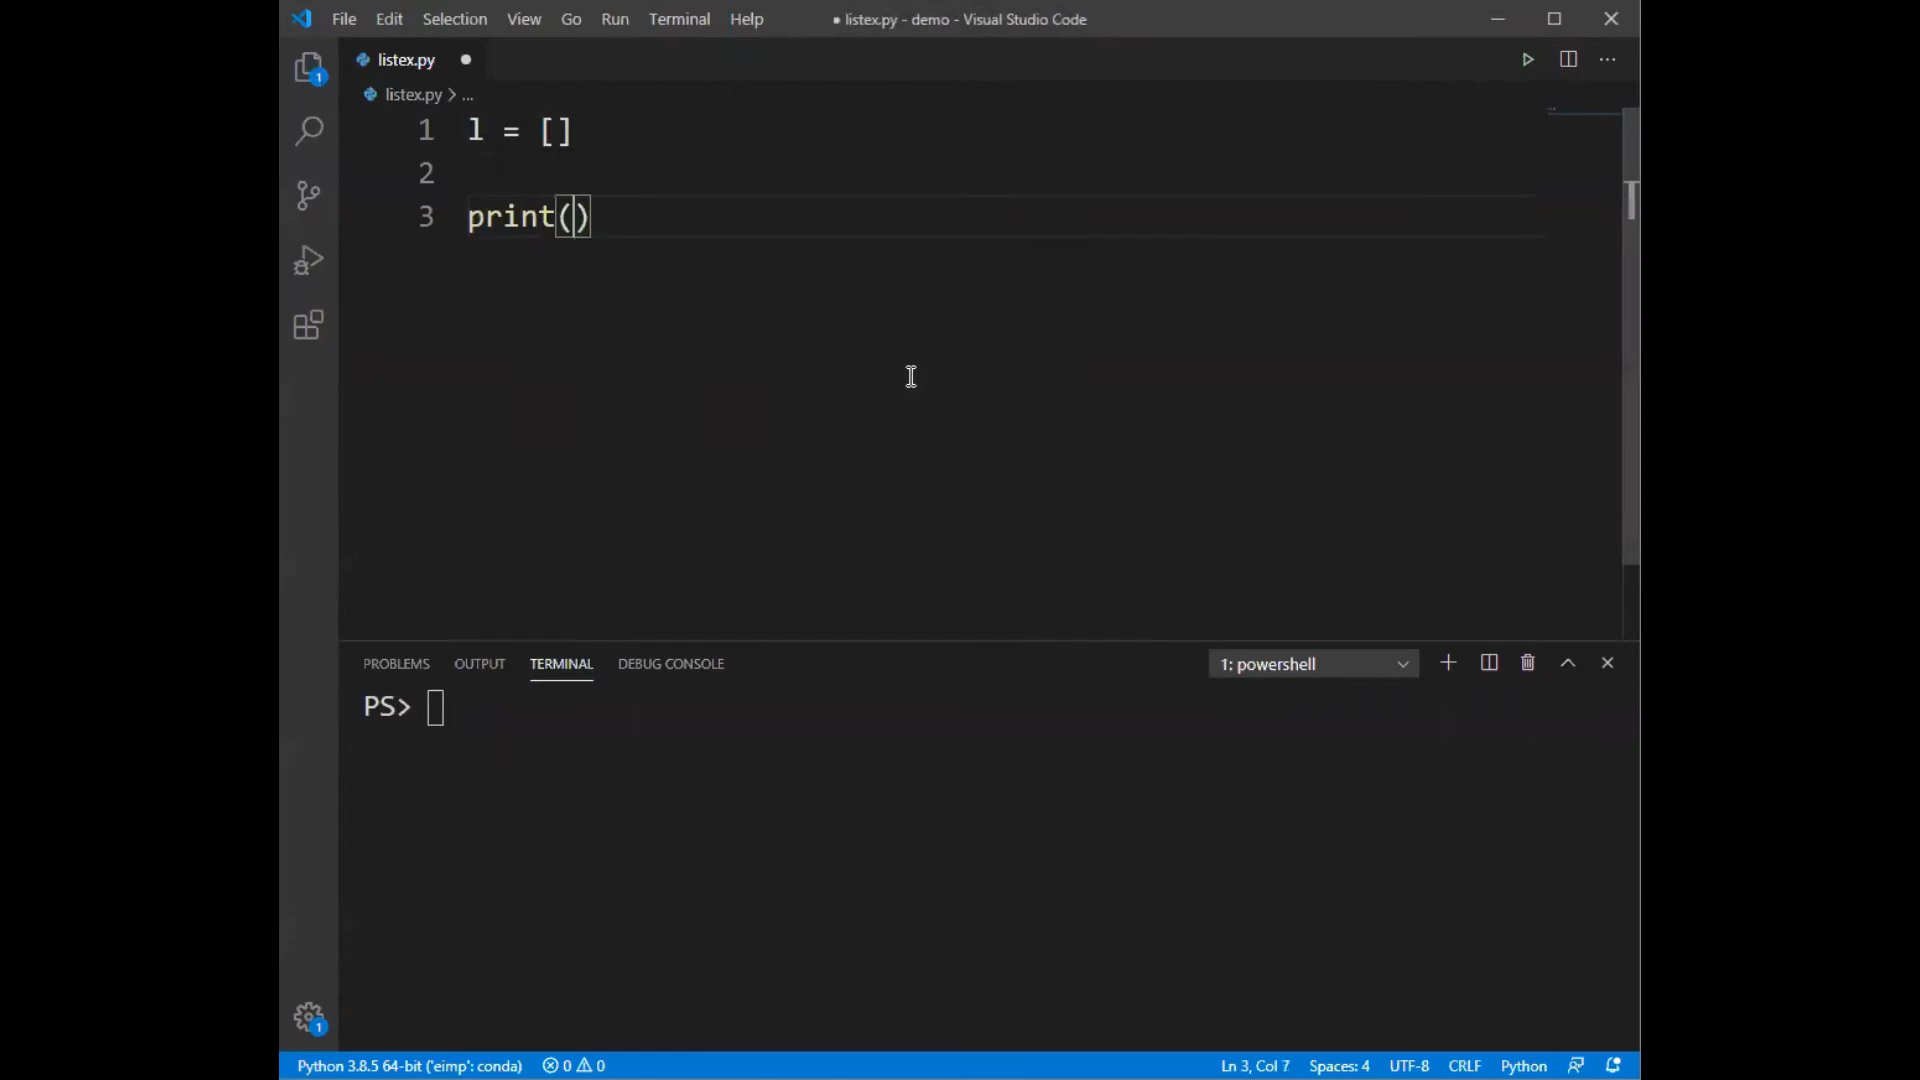 File Edit Selection View Go Run Terminal Help ● listex.py - demo - Visual Studio Code
listex.py ●
listex.py > ...
1 l = []
2
3 print()
PROBLEMS OUTPUT TERMINAL DEBUG CONSOLE 1: powershell
PS>
1
1
Python 3.8.5 64-bit ('eimp': conda) 0 0 Ln 3, Col 7 Spaces: 4 UTF-8 CRLF Python